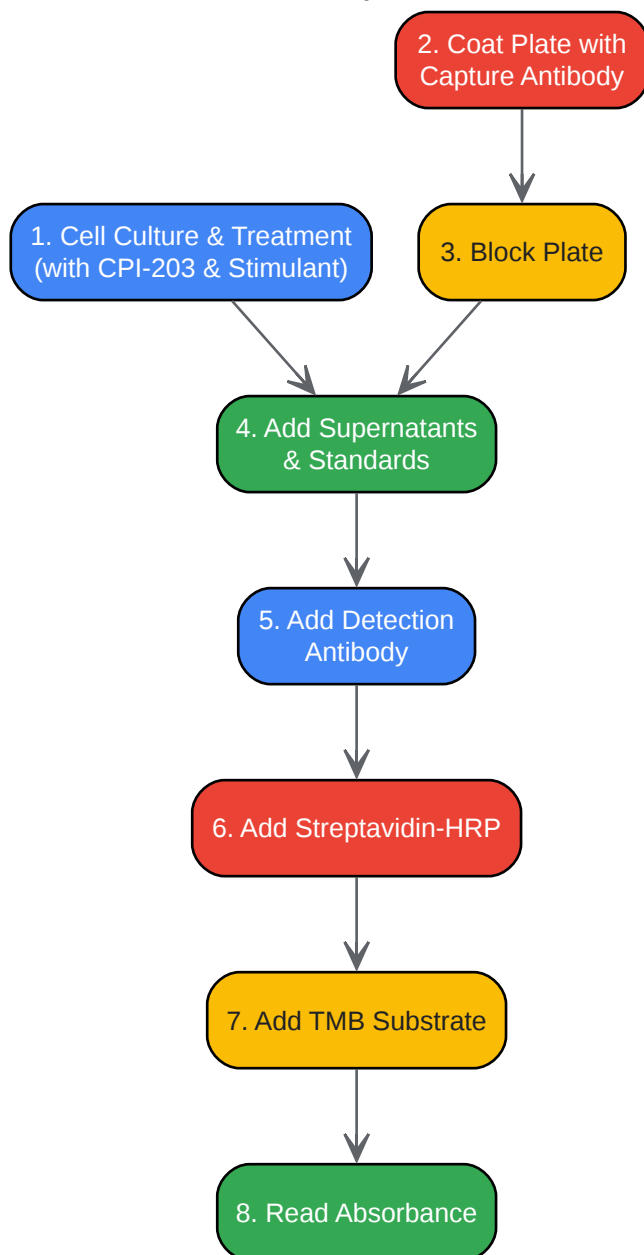 2. Coat Plate with
Capture Antibody
1. Cell Culture & Treatment
(with CPI-203 & Stimulant)
3. Block Plate
4. Add Supernatants
& Standards
5. Add Detection
Antibody
6. Add Streptavidin-HRP
7. Add TMB Substrate
8. Read Absorbance